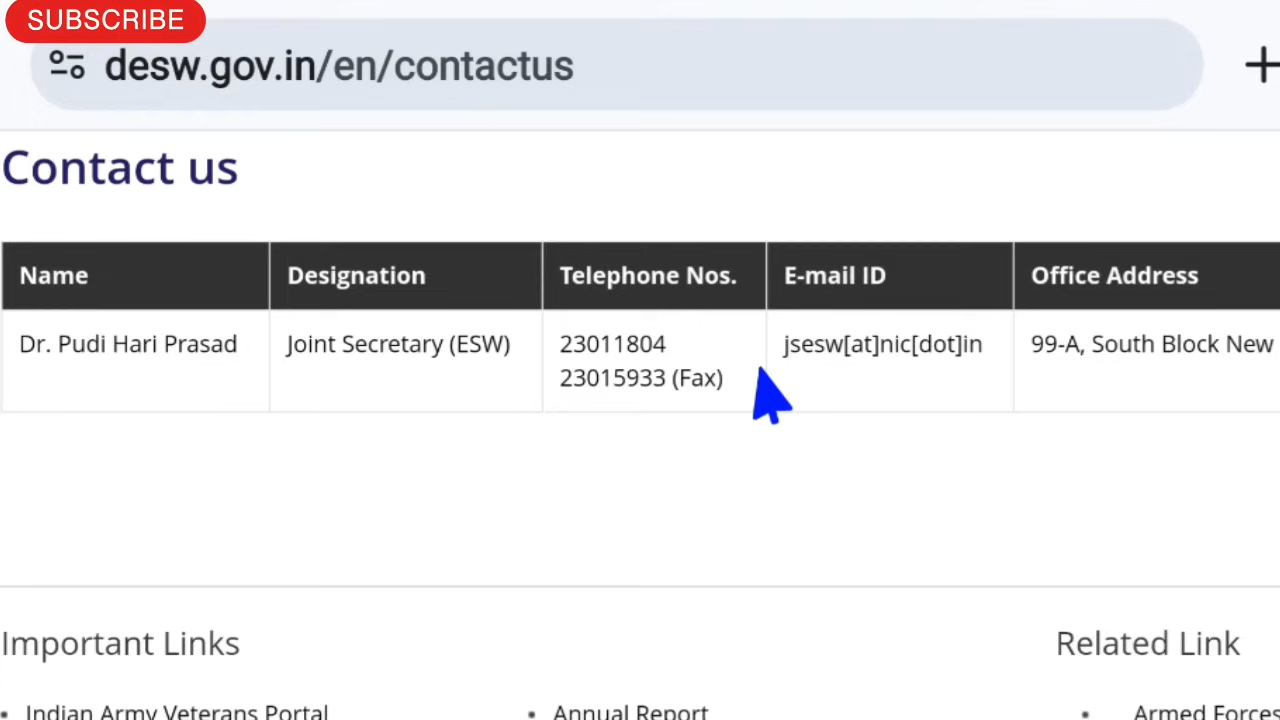 SUBSCRIBE
desw.gov.in/en/contactus
Contact us
Name Designation Telephone Nos. E-mail ID Office Address
Dr. Pudi Hari Prasad Joint Secretary (ESW) 23011804 jsesw[at]nic[dot]in 99-A, South Block New
23015933 (Fax)
Important Links Related Link
Indian Army Veterans Portal Annual Report Armed Forces